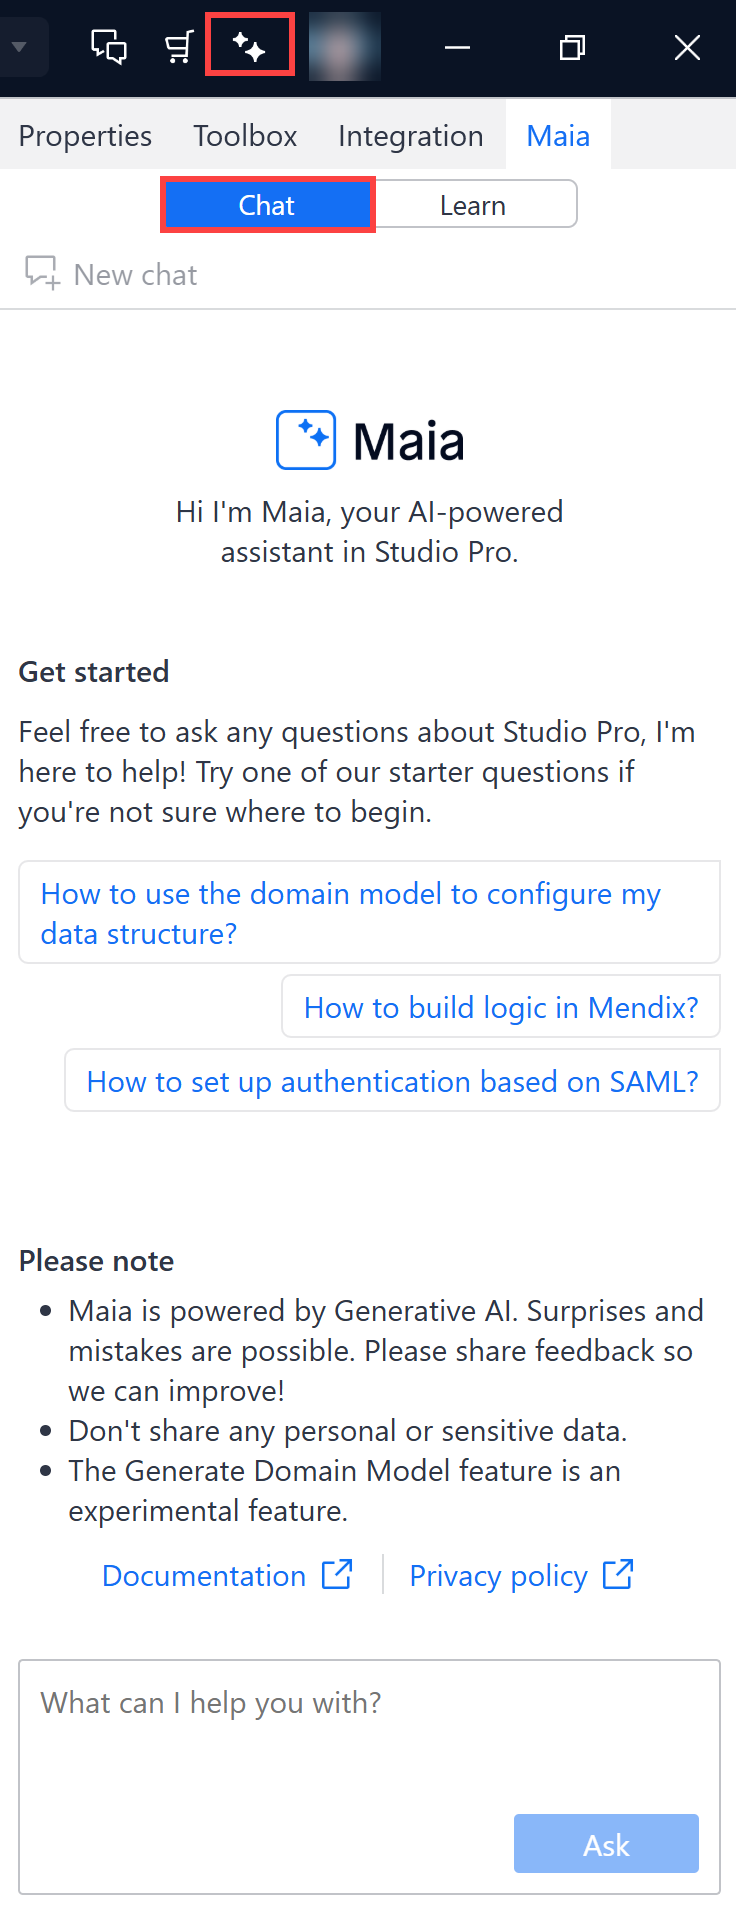 Properties Toolbox Integration Maia
Chat Learn
New chat
Maia
Hi I'm Maia, your AI-powered
assistant in Studio Pro.
Get started
Feel free to ask any questions about Studio Pro, I'm
here to help! Try one of our starter questions if
you're not sure where to begin.
How to use the domain model to configure my
data structure?
How to build logic in Mendix?
How to set up authentication based on SAML?
Please note
• Maia is powered by Generative AI. Surprises and
mistakes are possible. Please share feedback so
we can improve!
• Don't share any personal or sensitive data.
• The Generate Domain Model feature is an
experimental feature.
Documentation Privacy policy
What can I help you with?
Ask